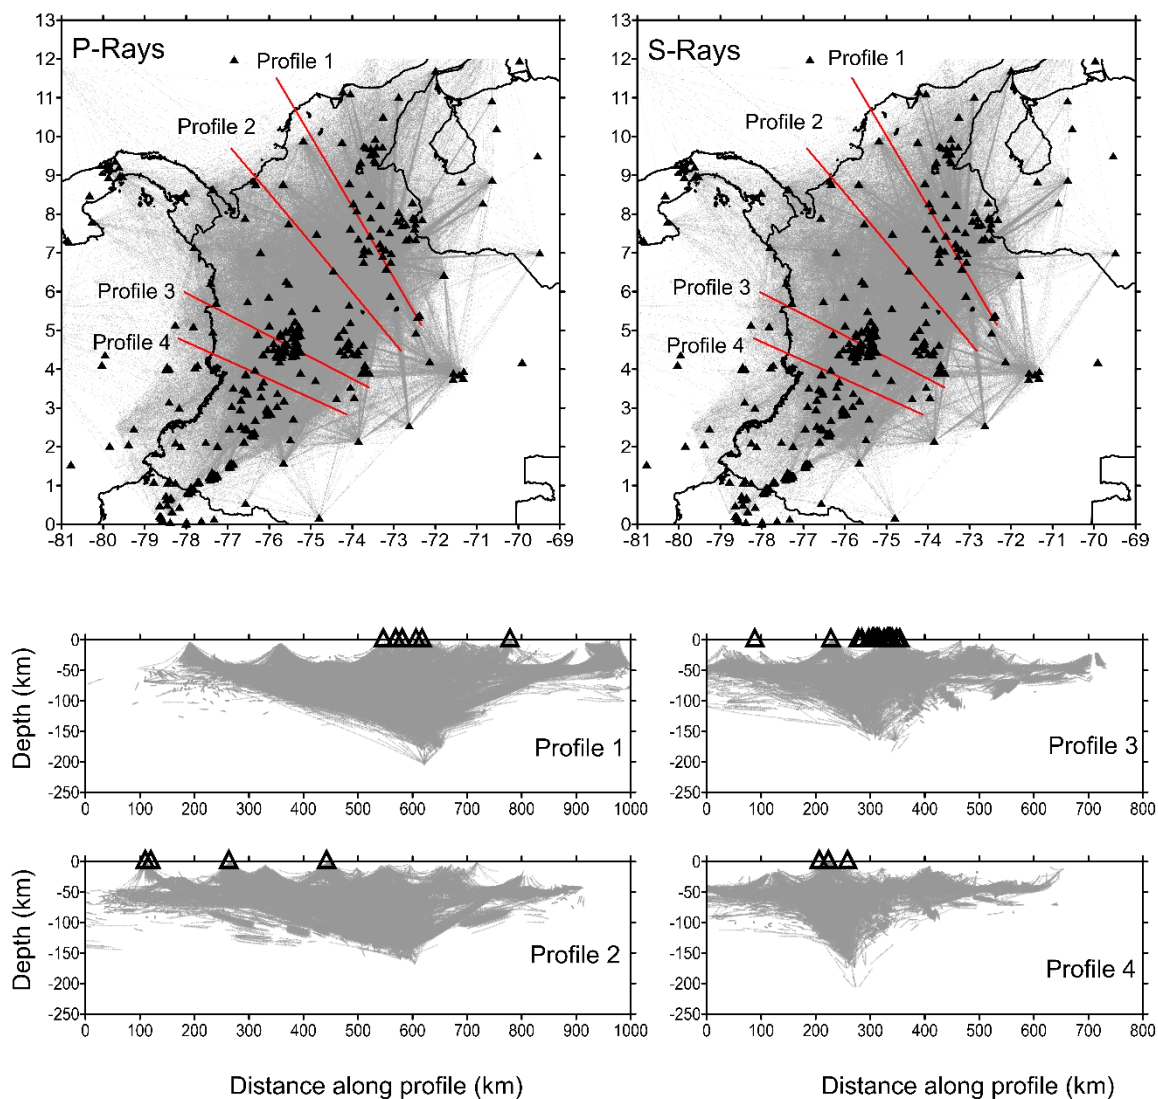 P-Rays
Profile 1
Profile 2
Profile 3
Profile 4
13
12
11
10
9
8
7
6
5
4
3
2
1
0
-81 -80 -79 -78 -77 -76 -75 -74 -73 -72 -71 -70 -69
S-Rays
Profile 1
Profile 2
Profile 3
Profile 4
13
12
11
10
9
8
7
6
5
4
3
2
1
0
-81 -80 -79 -78 -77 -76 -75 -74 -73 -72 -71 -70 -69
Depth (km)
0
-50
-100
-150
-200
-250
0 100 200 300 400 500 600 700 800 900 1000
Profile 1
0
-50
-100
-150
-200
-250
0 100 200 300 400 500 600 700 800
Profile 3
Depth (km)
0
-50
-100
-150
-200
-250
0 100 200 300 400 500 600 700 800 900 1000
Profile 2
0
-50
-100
-150
-200
-250
0 100 200 300 400 500 600 700 800
Profile 4
Distance along profile (km)
Distance along profile (km)